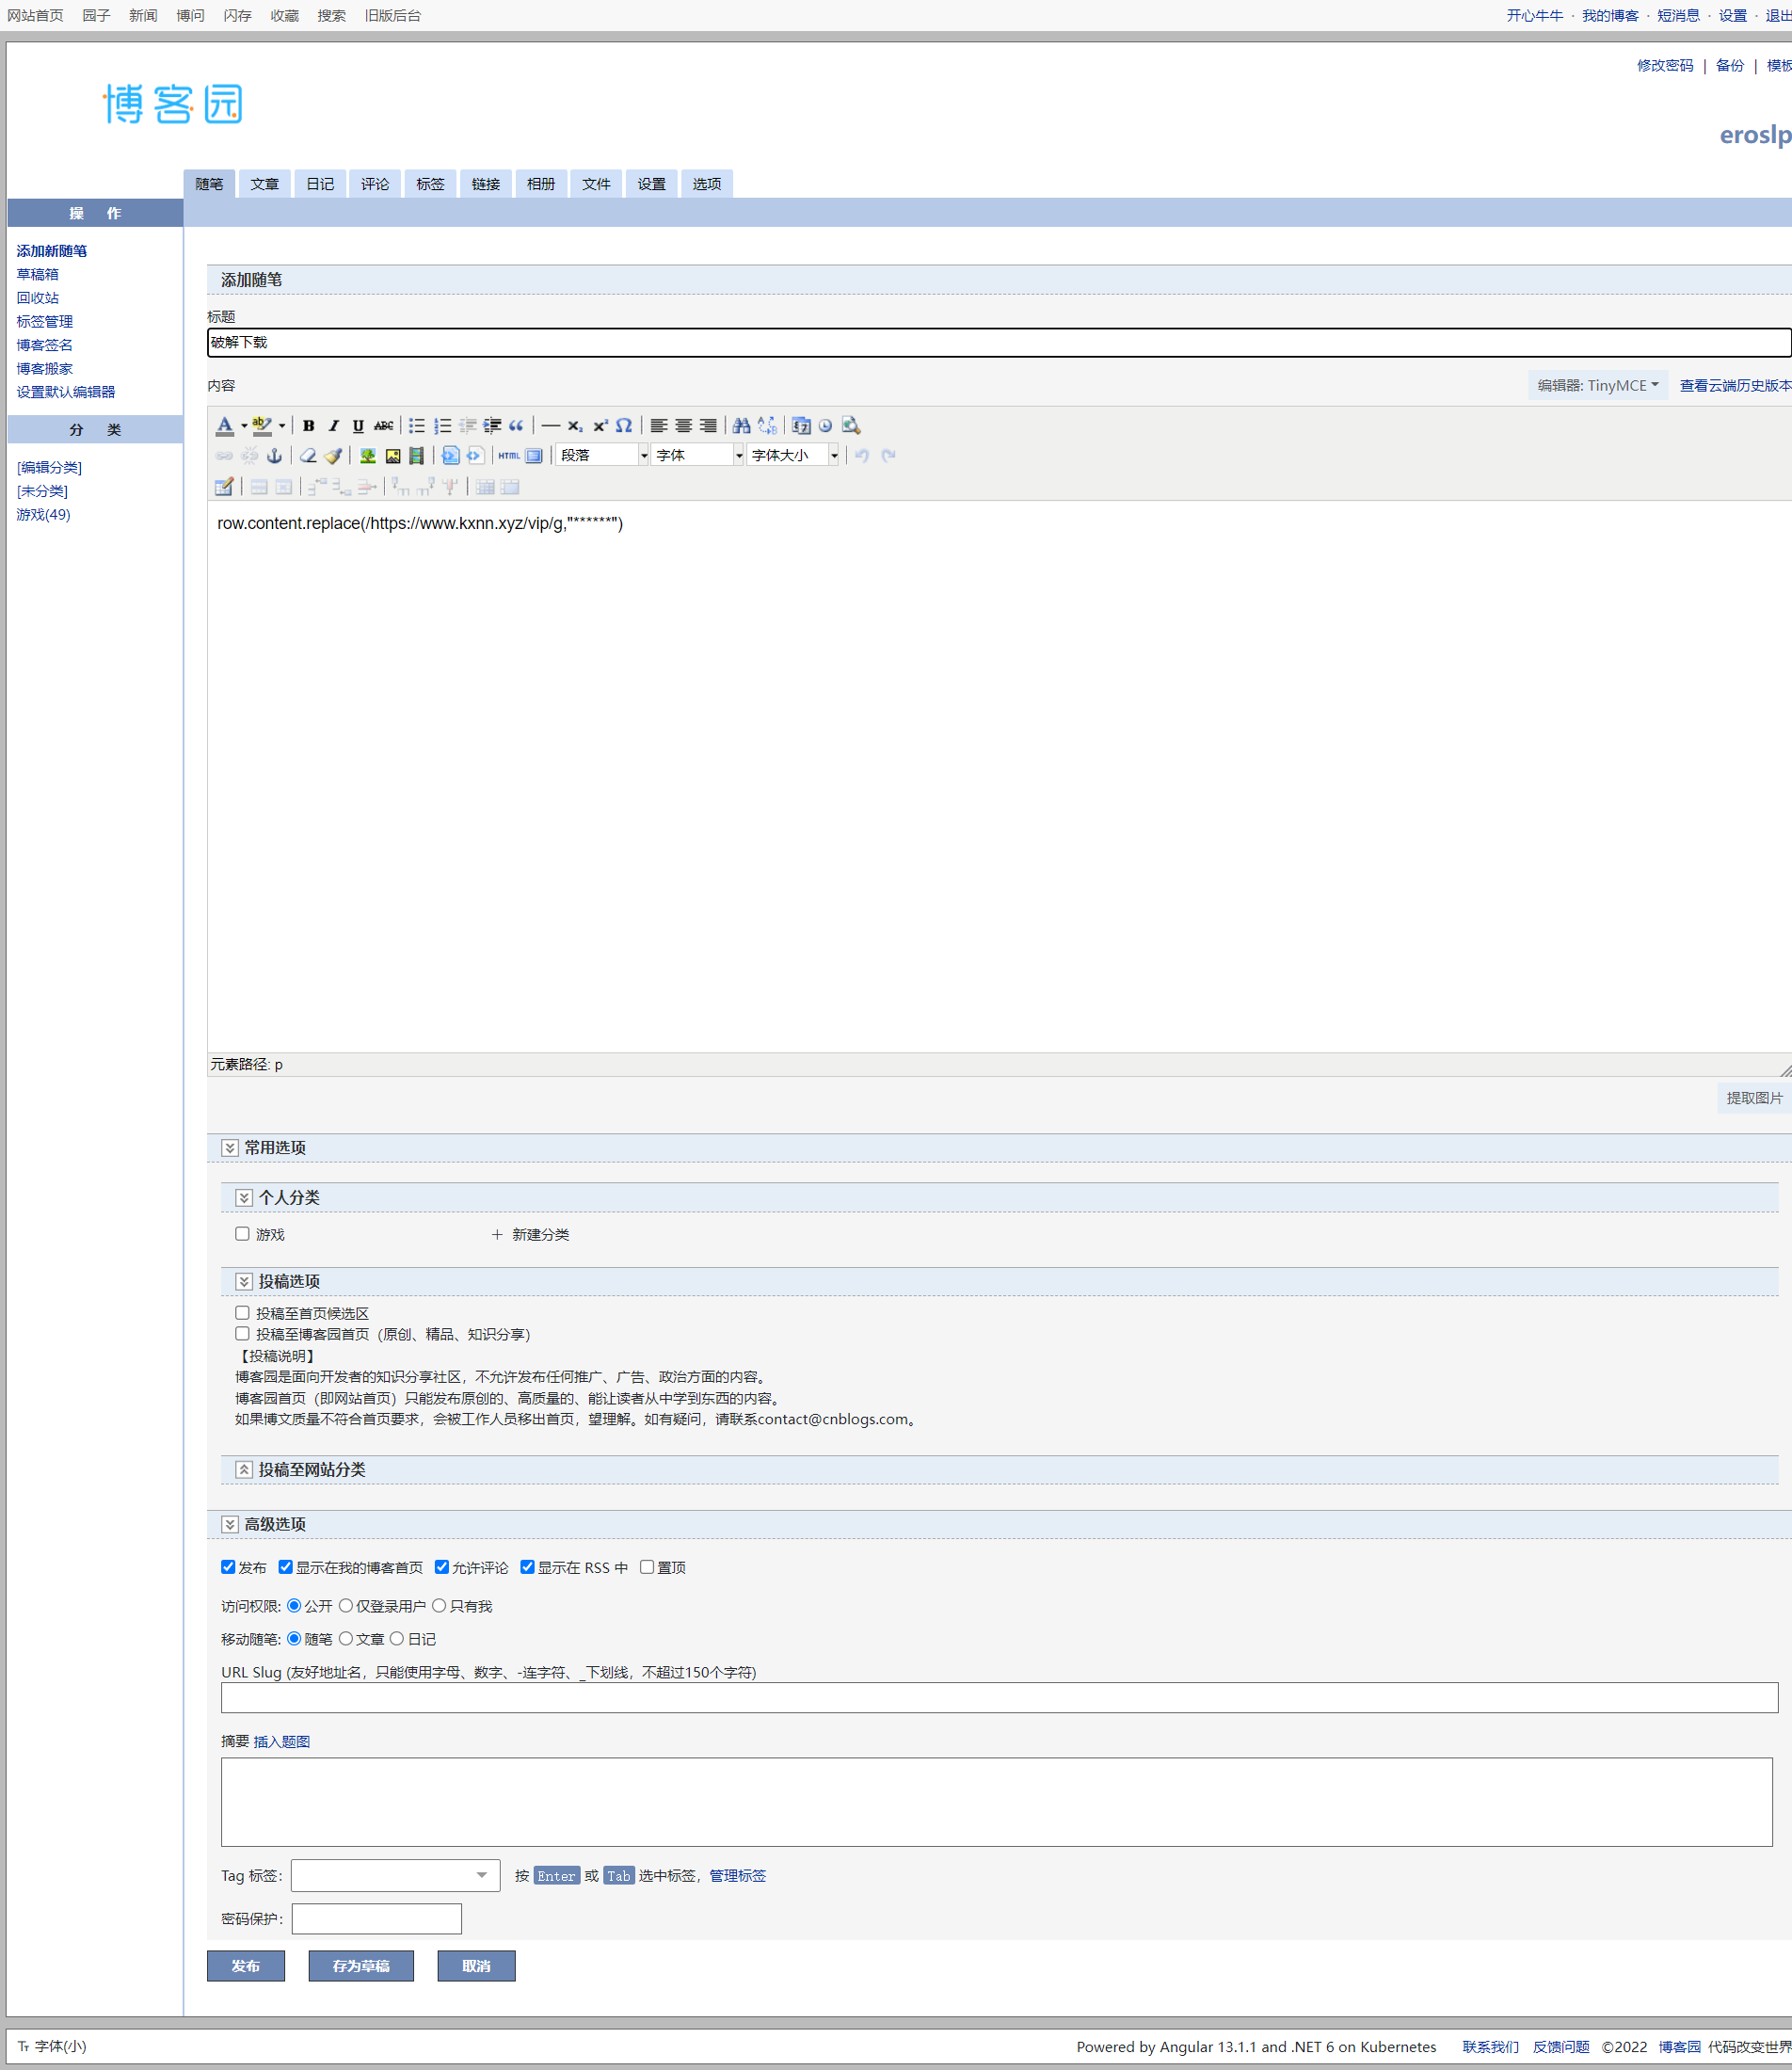 网站首页 园子 新闻 博问 闪存 收藏 搜索 旧版后台 开心牛牛 · 我的博客 · 短消息 · 设置 · 退出
修改密码 | 备份 | 模板
博客园
eroslp
随笔 文章 日记 评论 标签 链接 相册 文件 设置 选项
操 作
添加新随笔
草稿箱
回收站
标签管理
博客签名
博客搬家
设置默认编辑器
分 类
[编辑分类]
[未分类]
游戏(49)
添加随笔
标题
破解下载
内容 编辑器: TinyMCE 查看云端历史版本
段落 字体 字体大小
row.content.replace(/https://www.kxnn.xyz/vip/g,"******")
元素路径: p
提取图片
常用选项
个人分类
游戏 + 新建分类
投稿选项
投稿至首页候选区
投稿至博客园首页（原创、精品、知识分享）
【投稿说明】
博客园是面向开发者的知识分享社区，不允许发布任何推广、广告、政治方面的内容。
博客园首页（即网站首页）只能发布原创的、高质量的、能让读者从中学到东西的内容。
如果博文质量不符合首页要求，会被工作人员移出首页，望理解。如有疑问，请联系contact@cnblogs.com。
投稿至网站分类
高级选项
发布 显示在我的博客首页 允许评论 显示在 RSS 中 置顶
访问权限: 公开 仅登录用户 只有我
移动随笔: 随笔 文章 日记
URL Slug (友好地址名，只能使用字母、数字、-连字符、_下划线，不超过150个字符)
摘要 插入题图
Tag 标签: 按 Enter 或 Tab 选中标签，管理标签
密码保护:
发布 存为草稿 取消
字体(小) Powered by Angular 13.1.1 and .NET 6 on Kubernetes 联系我们 反馈问题 ©2022 博客园 代码改变世界